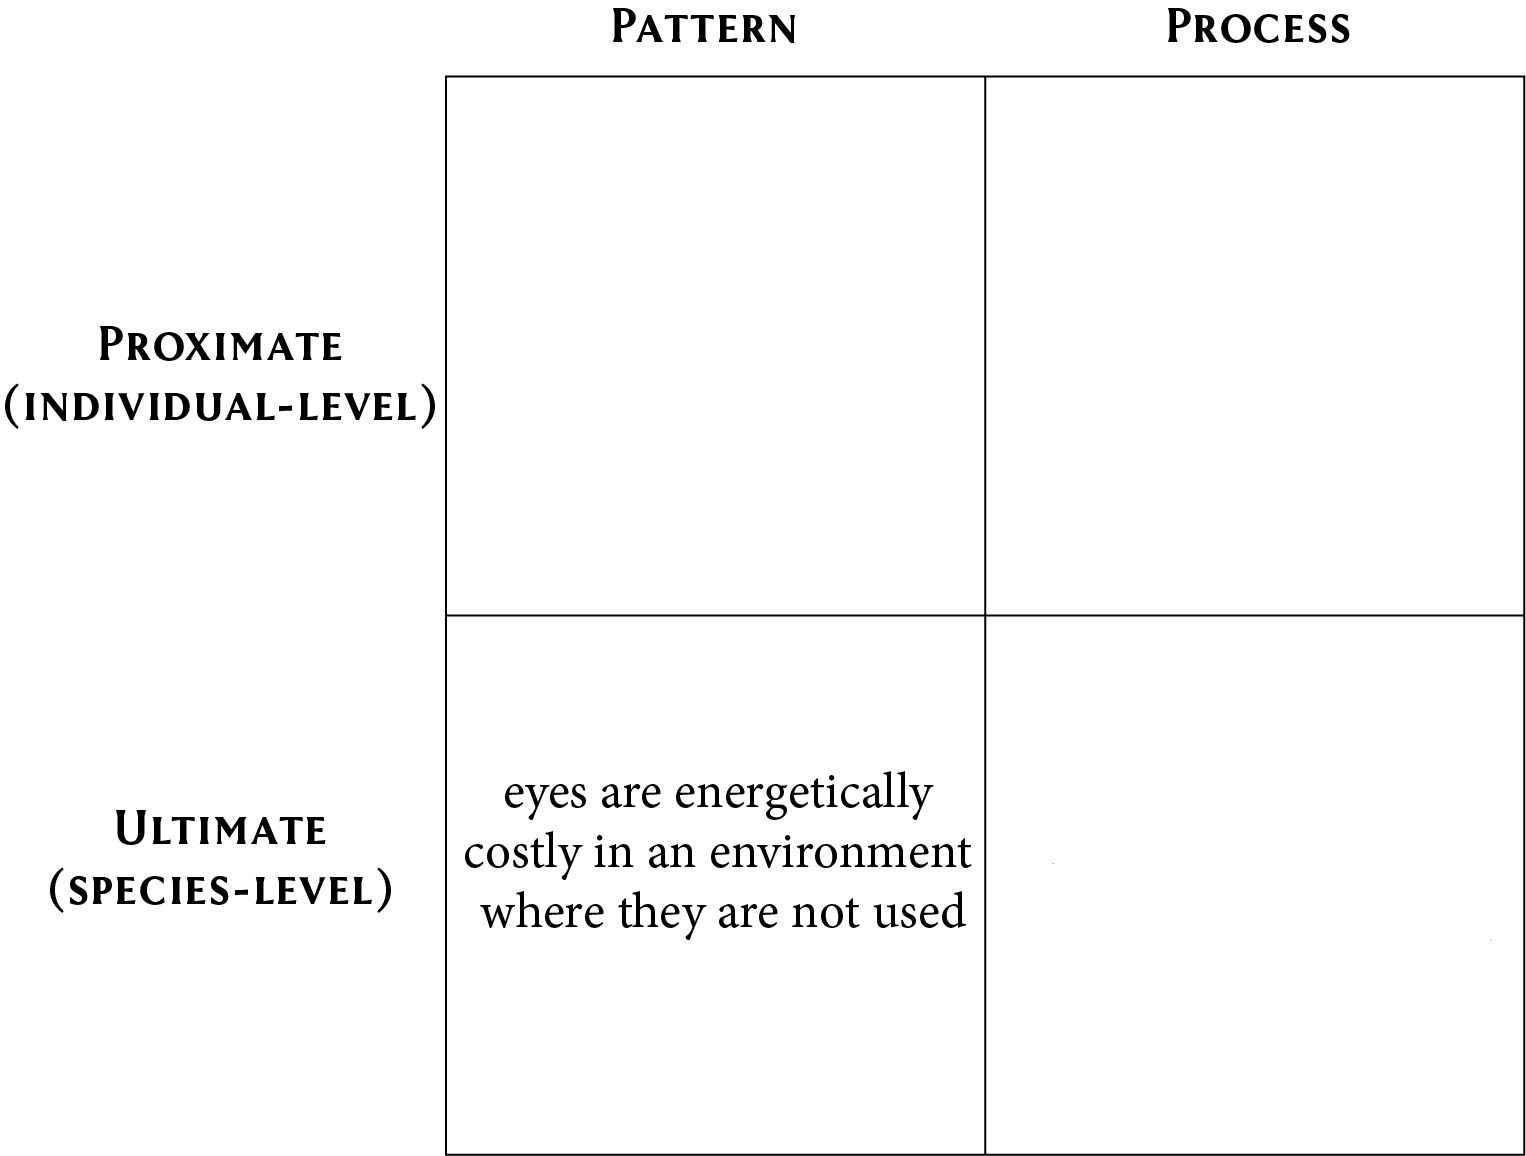 PATTERN PROCESS
PROXIMATE
(INDIVIDUAL-LEVEL)
ULTIMATE
(SPECIES-LEVEL)
eyes are energetically
costly in an environment
where they are not used